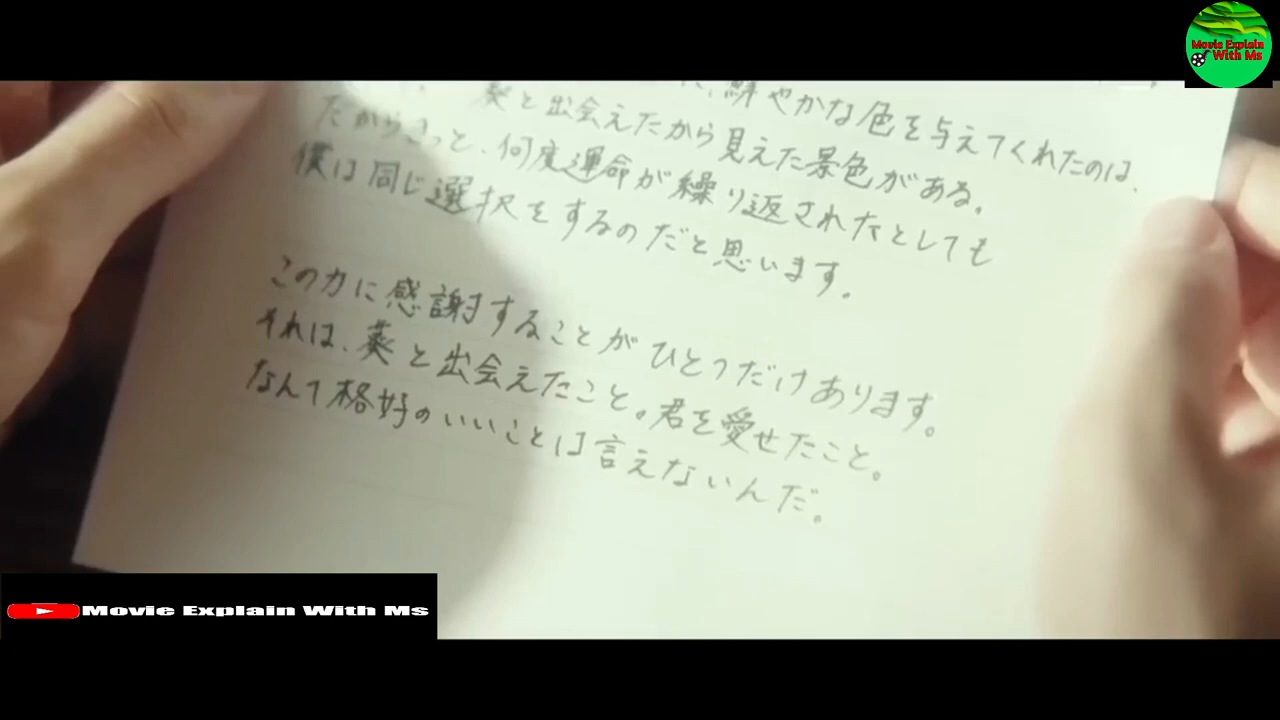 Movie Explain
With Ms
鮮やかな色を与えてくれたのは、
葵と出会えたから見えた景色がある。
だからきっと、何度運命が繰り返されたとしても
僕は同じ選択をするのだと思います。
この力に感謝することがひとつだけあります。
それは、葵と出会えたこと。君を愛せたこと。
なんて格好のいいことは言えないんだ。
Movie Explain With Ms